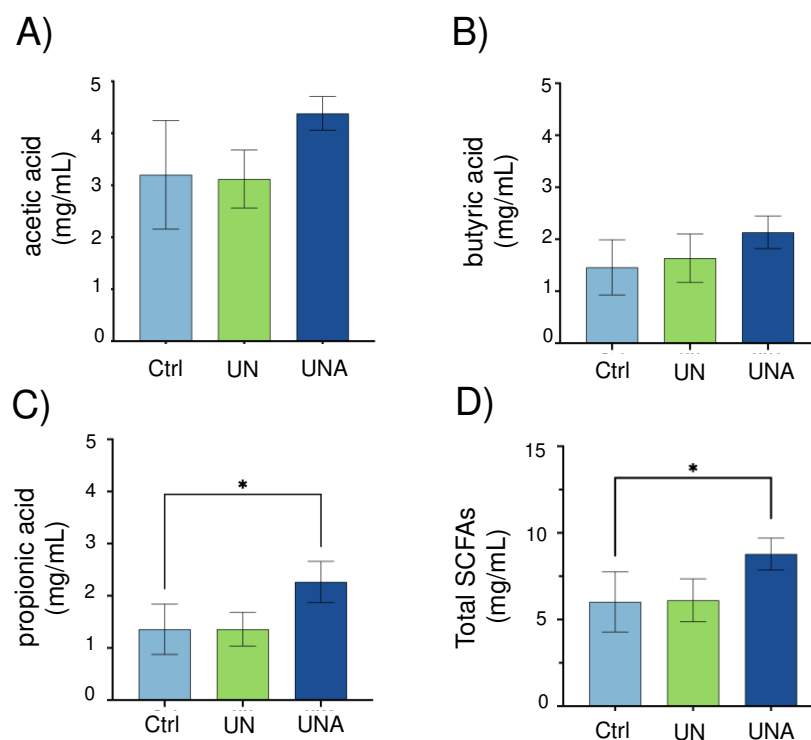 A)
acetic acid
(mg/mL)
5
4
3
2
1
0
Ctrl UN UNA
B)
butyric acid
(mg/mL)
5
4
3
2
1
0
Ctrl UN UNA
C)
propionic acid
(mg/mL)
5
4
3
2
1
0
*
Ctrl UN UNA
D)
Total SCFAs
(mg/mL)
15
10
5
0
*
Ctrl UN UNA